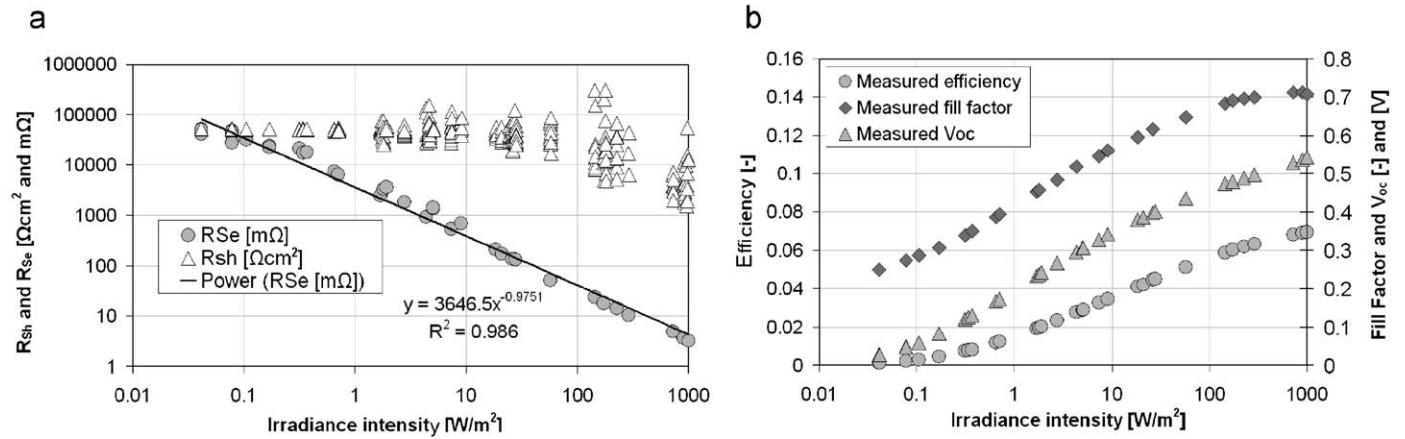 a
1000000
100000
10000
1000
100
10
1
Rsh and RSe [Ωcm² and mΩ]
RSe [mΩ]
Rsh [Ωcm²]
Power (RSe [mΩ])
y = 3646.5x^-0.9751
R² = 0.986
0.01 0.1 1 10 100 1000
Irradiance intensity [W/m²]
b
0.16
0.14
0.12
0.1
0.08
0.06
0.04
0.02
0
Efficiency [-]
Measured efficiency
Measured fill factor
Measured Voc
0.8
0.7
0.6
0.5
0.4
0.3
0.2
0.1
0
Fill Factor and Voc [-] and [V]
0.01 0.1 1 10 100 1000
Irradiance intensity [W/m²]